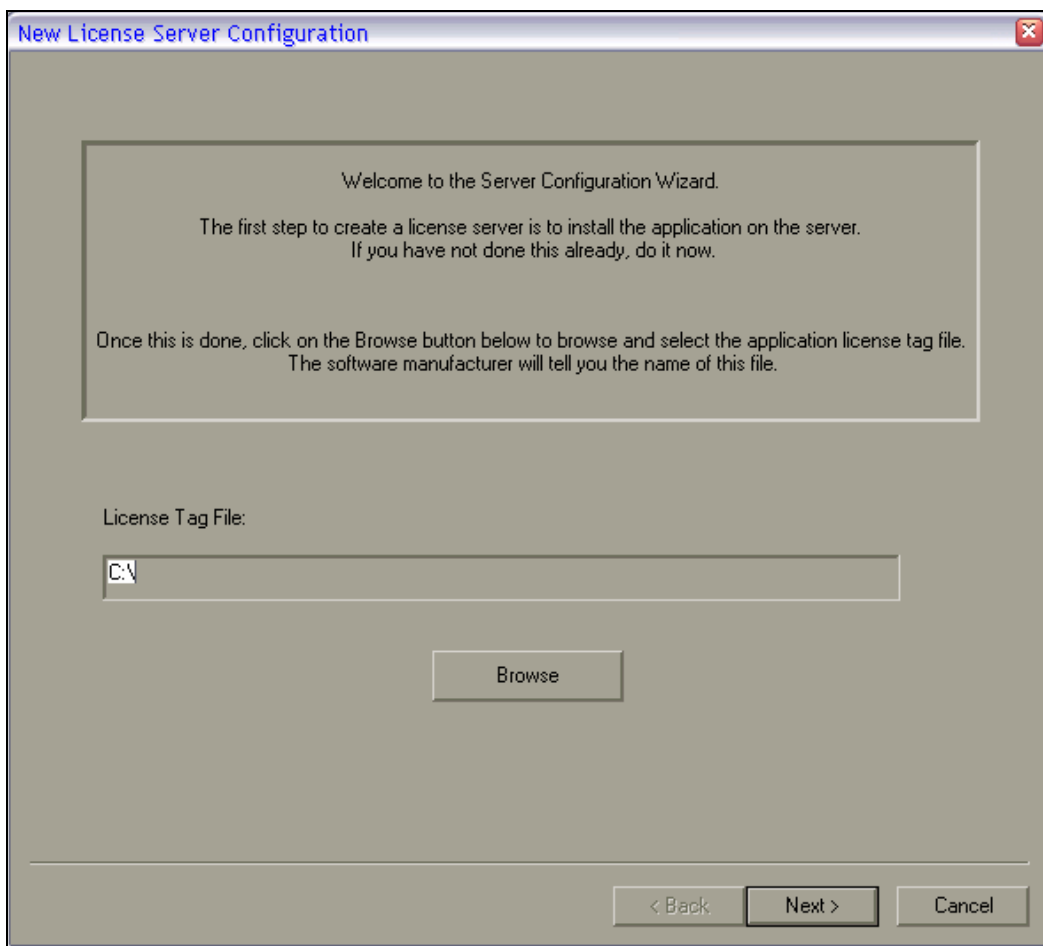 New License Server Configuration
Welcome to the Server Configuration Wizard.
The first step to create a license server is to install the application on the server.
If you have not done this already, do it now.
Once this is done, click on the Browse button below to browse and select the application license tag file.
The software manufacturer will tell you the name of this file.
License Tag File:
C:\
Browse
< Back
Next >
Cancel